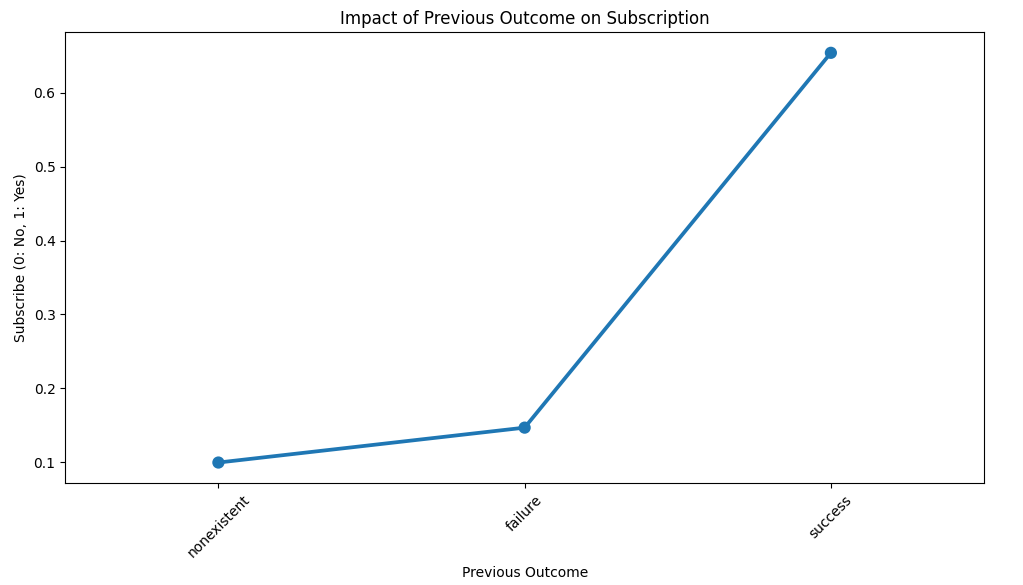 Impact of Previous Outcome on Subscription
Subscribe (0: No, 1: Yes)
0.6
0.5
0.4
0.3
0.2
0.1
nonexistent
failure
success
Previous Outcome